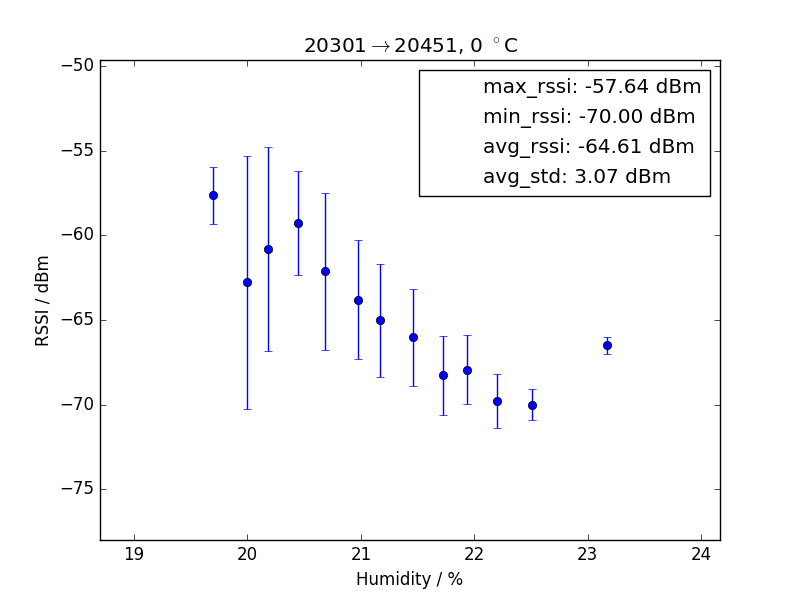 20301→20451, 0 °C
max_rssi: -57.64 dBm
min_rssi: -70.00 dBm
avg_rssi: -64.61 dBm
avg_std: 3.07 dBm
RSSI / dBm
−50
−55
−60
−65
−70
−75
19 20 21 22 23 24
Humidity / %